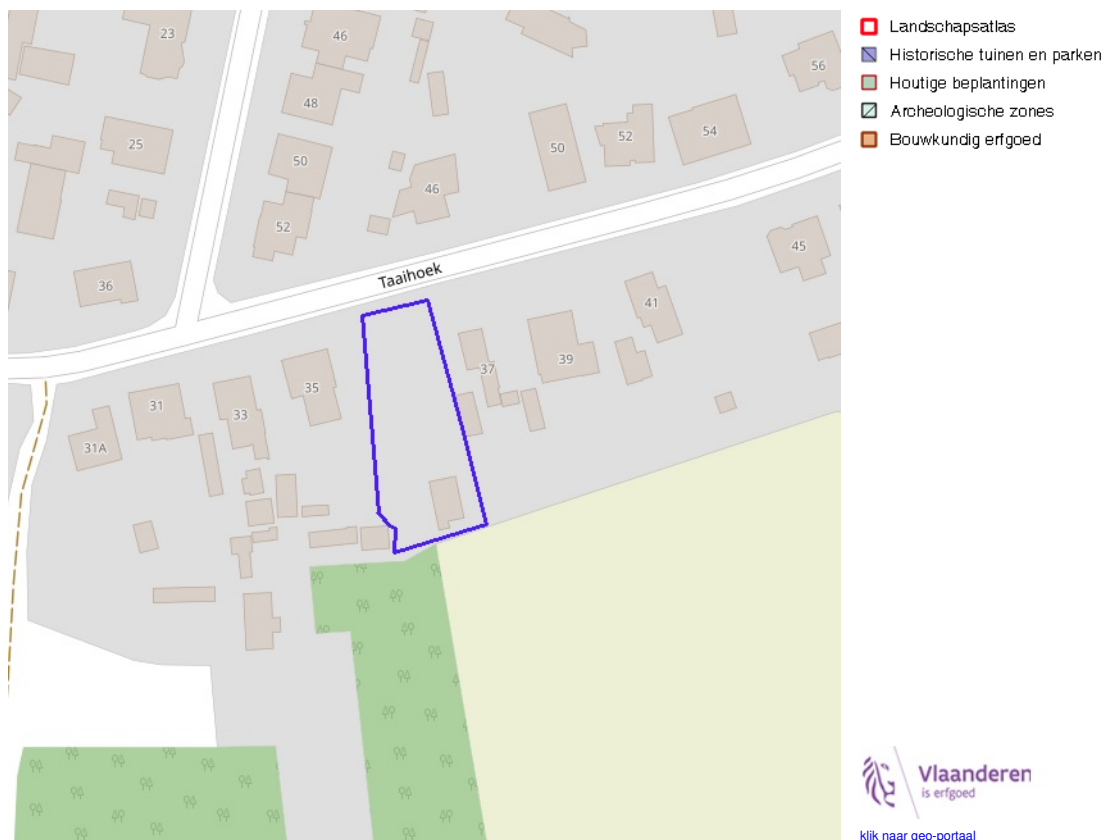 23
46
56
48
25
50
52
54
50
46
52
45
Taaihoek
36
41
39
37
35
31
33
31A
Landschapsatlas
Historische tuinen en parken
Houtige beplantingen
Archeologische zones
Bouwkundig erfgoed
Vlaanderen
is erfgoed
klik naar geo-portaal